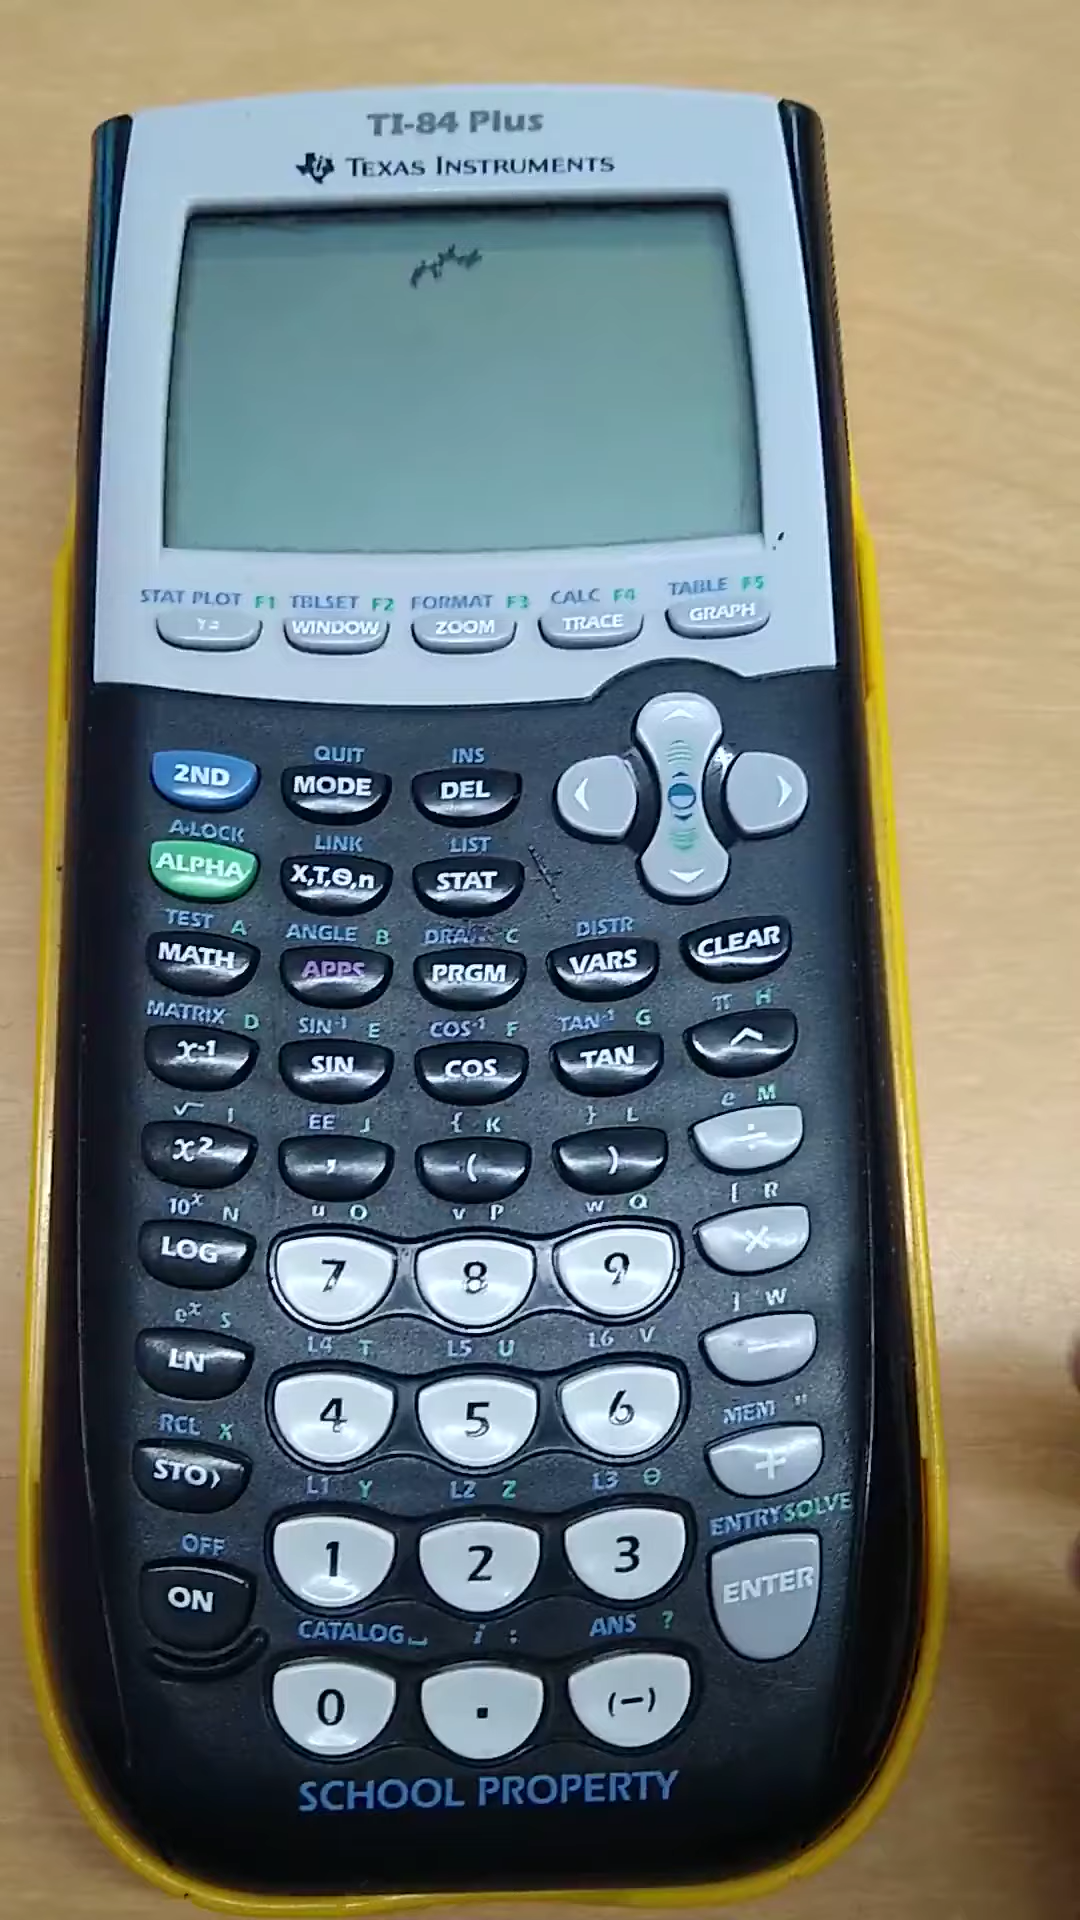 TI-84 Plus
TEXAS INSTRUMENTS
STAT PLOT F1 TBLSET F2 FORMAT F3 CALC F4 TABLE F5
Y= WINDOW ZOOM TRACE GRAPH
QUIT INS
2ND MODE DEL
A-LOCK LINK LIST
ALPHA X,T,Θ,n STAT
TEST A ANGLE B DRAW C DISTR
MATH APPS PRGM VARS CLEAR
MATRIX D SIN⁻¹ E COS⁻¹ F TAN⁻¹ G π H
x⁻¹ SIN COS TAN ^
√ I EE J { K } L e M
x² , ( ) ÷
10ˣ N u O v P w Q [ R
LOG 7 8 9 ×
eˣ S L4 T L5 U L6 V ] W
LN 4 5 6 −
RCL X L1 Y L2 Z L3 Θ MEM "
STO› 1 2 3 +
OFF CATALOG ⎵ i : ANS ? ENTRY SOLVE
ON 0 . (−) ENTER
SCHOOL PROPERTY